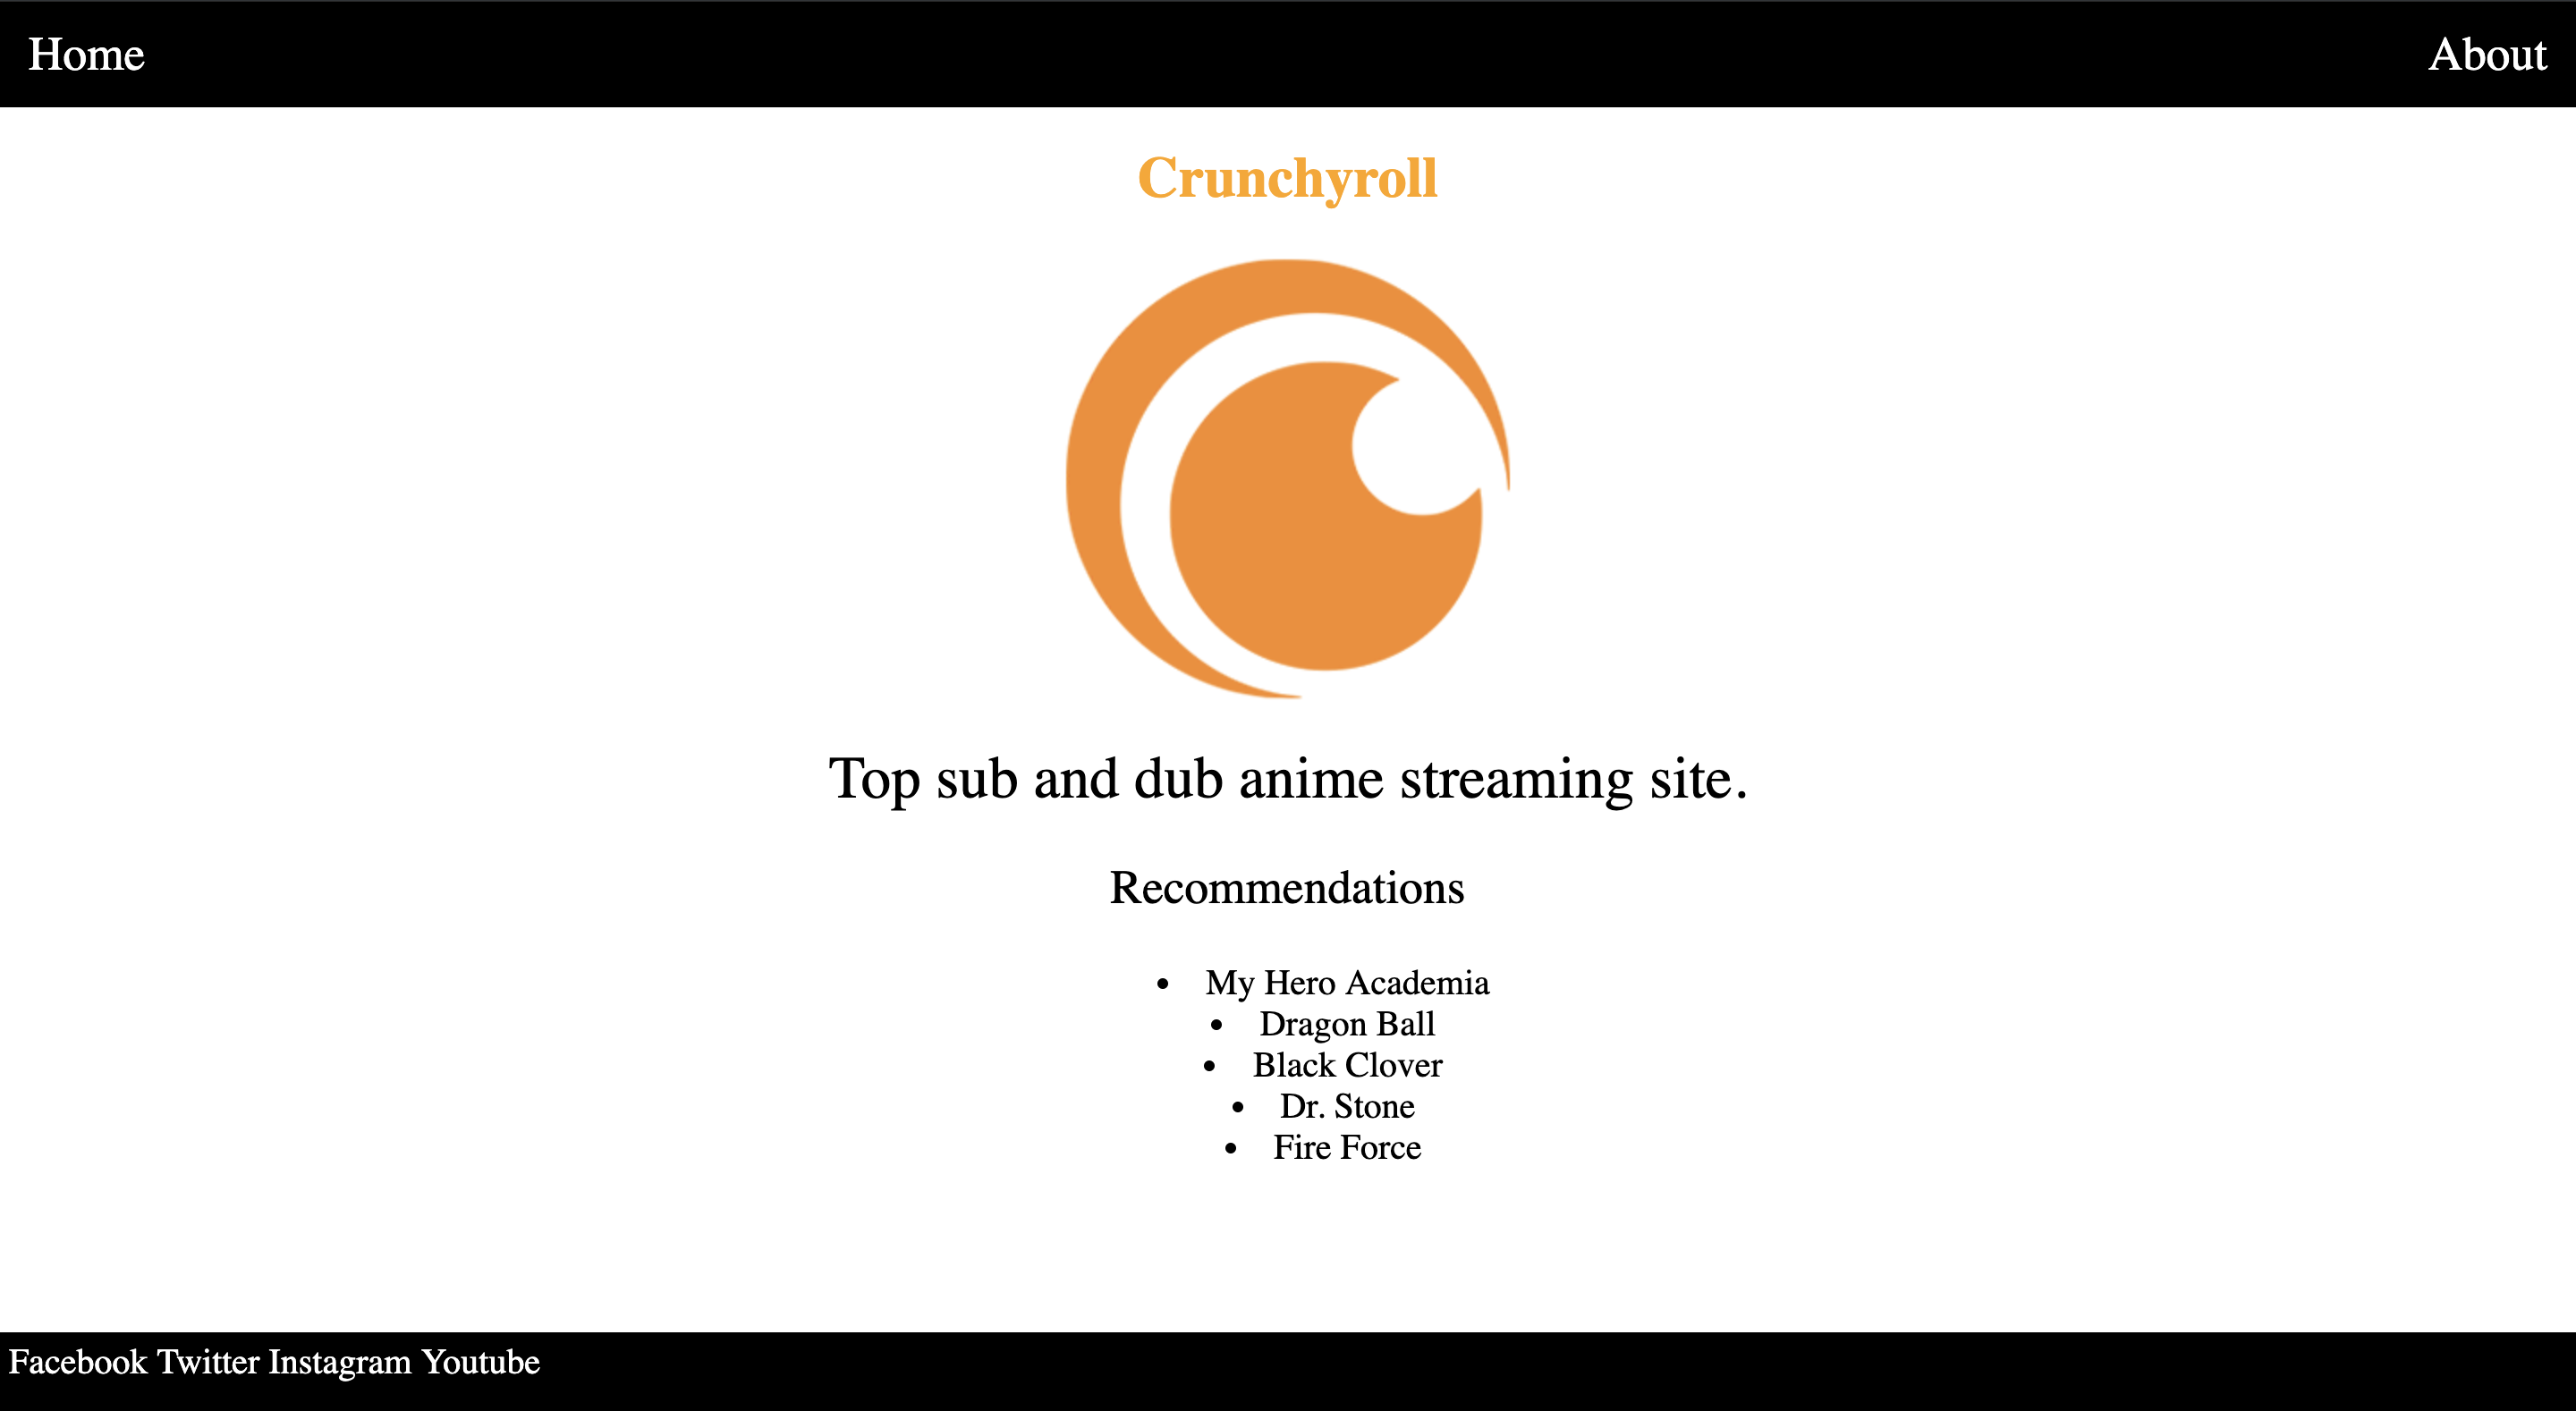 Home About
Crunchyroll
Top sub and dub anime streaming site.
Recommendations
• My Hero Academia
• Dragon Ball
• Black Clover
• Dr. Stone
• Fire Force
Facebook Twitter Instagram Youtube